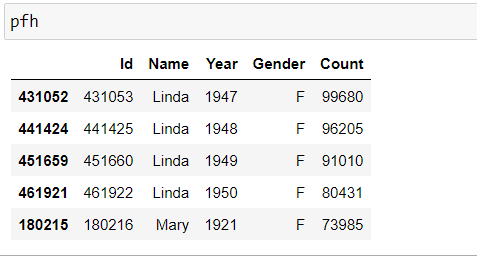 pfh
Id Name Year Gender Count
431052 431053 Linda 1947 F 99680
441424 441425 Linda 1948 F 96205
451659 451660 Linda 1949 F 91010
461921 461922 Linda 1950 F 80431
180215 180216 Mary 1921 F 73985